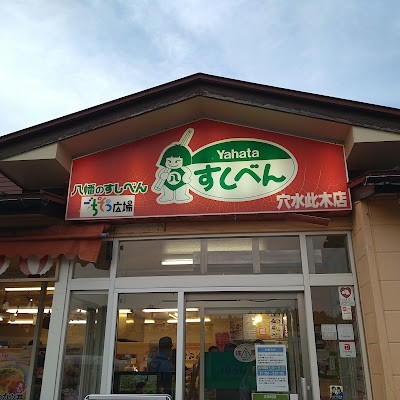 Yahata
すしべん
八幡のすしべん
ごちそう広場
穴水此木店
八